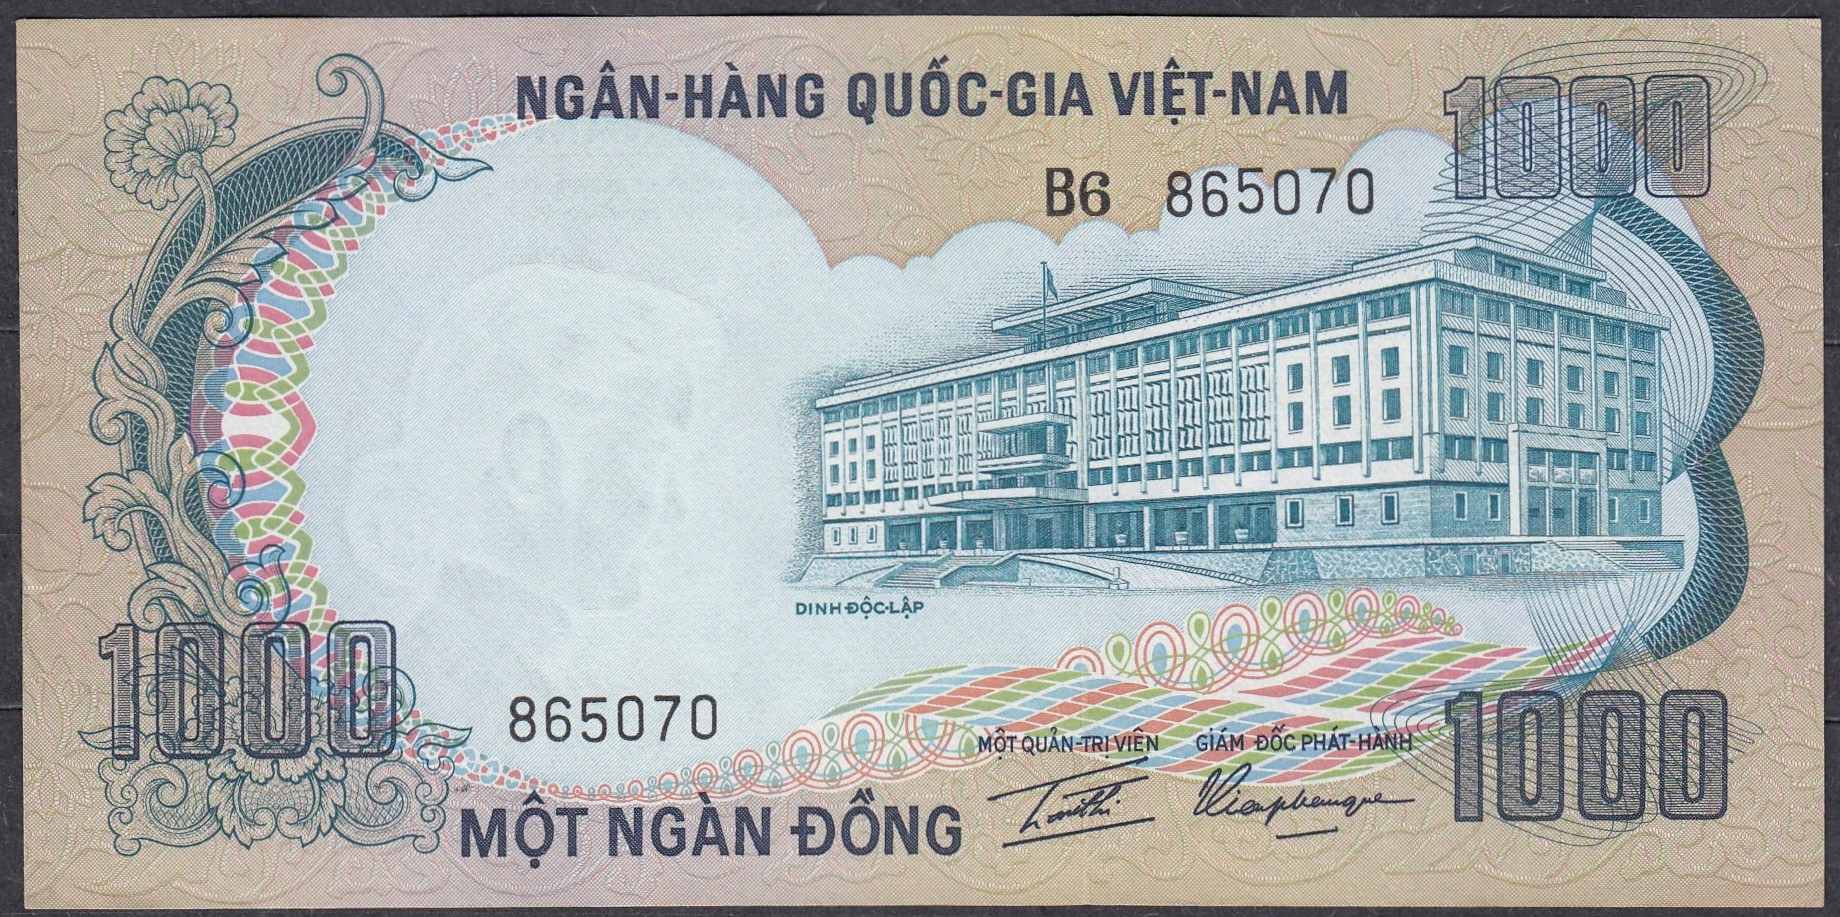 NGÂN-HÀNG QUỐC-GIA VIỆT-NAM
1000
B6 865070
DINH ĐỘC-LẬP
1000
865070
MỘT QUẢN-TRỊ VIÊN GIÁM ĐỐC PHÁT-HÀNH
1000
MỘT NGÀN ĐỒNG